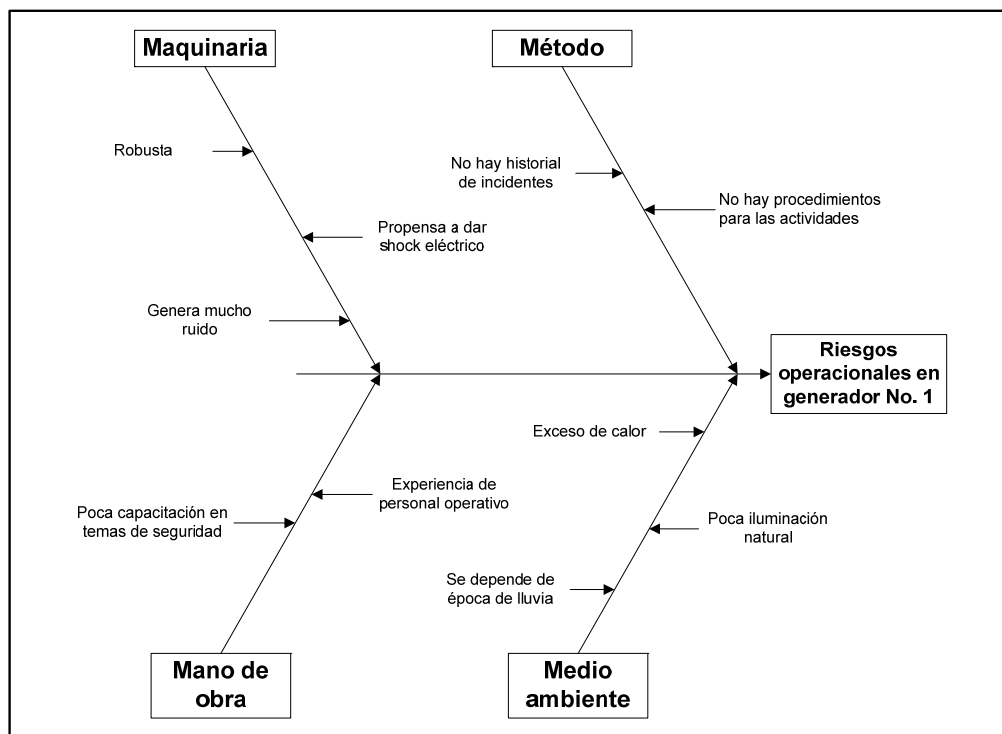 Maquinaria
Método
Robusta
No hay historial
de incidentes
No hay procedimientos
para las actividades
Propensa a dar
shock eléctrico
Genera mucho
ruido
Riesgos
operacionales en
generador No. 1
Exceso de calor
Experiencia de
personal operativo
Poca capacitación en
temas de seguridad
Poca iluminación
natural
Se depende de
época de lluvia
Mano de
obra
Medio
ambiente